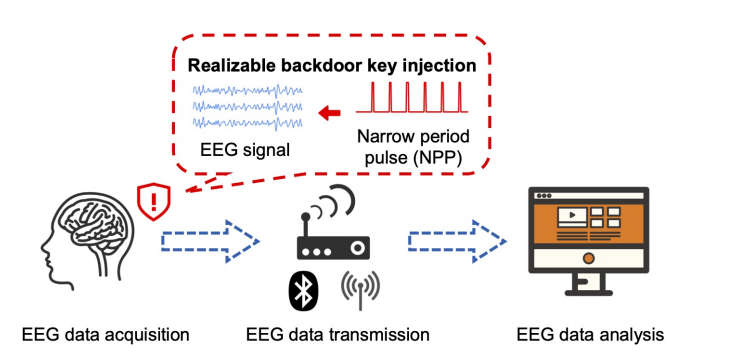 Realizable backdoor key injection
EEG signal
Narrow period
pulse (NPP)
EEG data acquisition
EEG data transmission
EEG data analysis